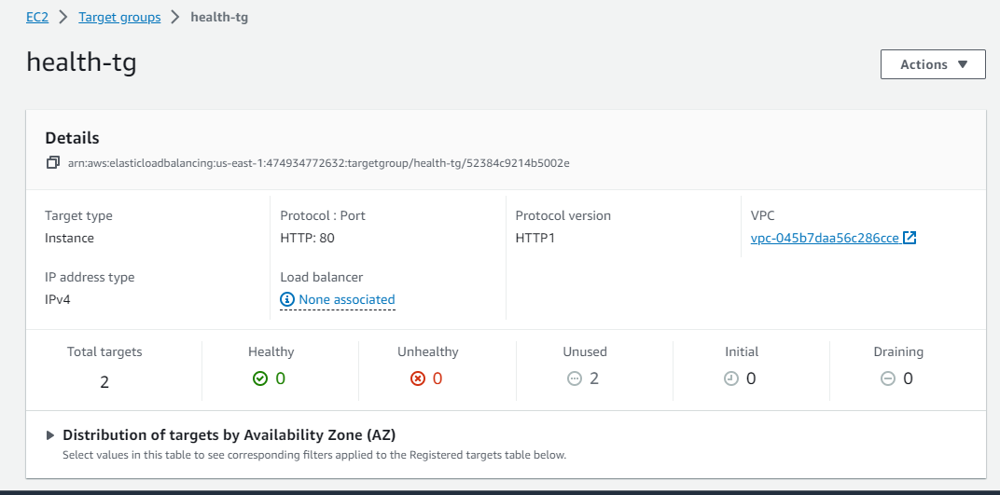 EC2 > Target groups > health-tg
health-tg
Actions
Details
arn:aws:elasticloadbalancing:us-east-1:474934772632:targetgroup/health-tg/52384c9214b5002e
Target type
Instance
Protocol : Port
HTTP: 80
Protocol version
HTTP1
VPC
vpc-045b7daa56c286cce
IP address type
IPv4
Load balancer
None associated
Total targets
2
Healthy
0
Unhealthy
0
Unused
2
Initial
0
Draining
0
Distribution of targets by Availability Zone (AZ)
Select values in this table to see corresponding filters applied to the Registered targets table below.